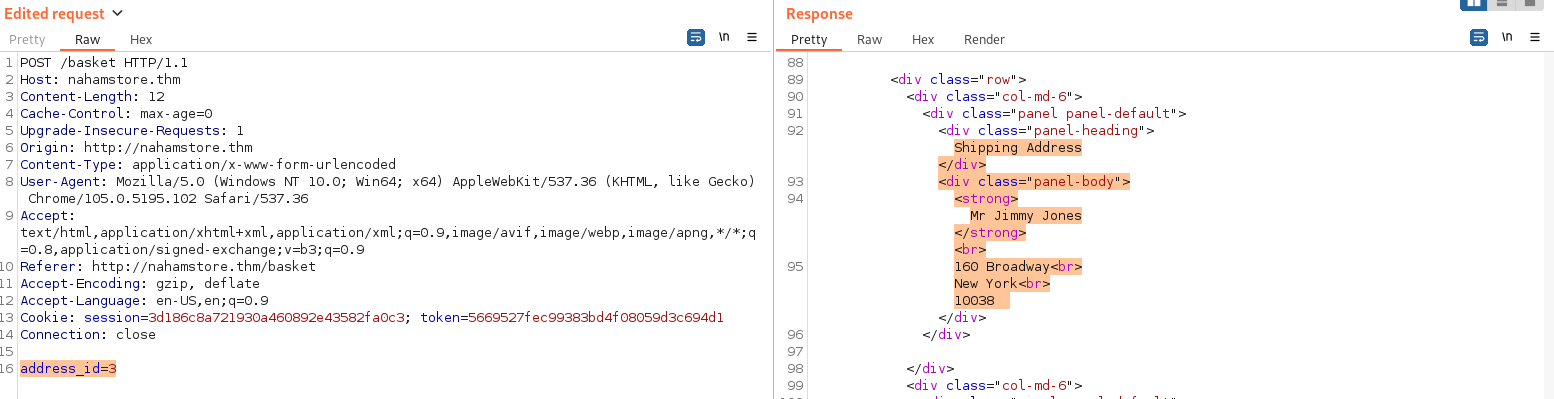 Edited request
Pretty Raw Hex \n
1 POST /basket HTTP/1.1
2 Host: nahamstore.thm
3 Content-Length: 12
4 Cache-Control: max-age=0
5 Upgrade-Insecure-Requests: 1
6 Origin: http://nahamstore.thm
7 Content-Type: application/x-www-form-urlencoded
8 User-Agent: Mozilla/5.0 (Windows NT 10.0; Win64; x64) AppleWebKit/537.36 (KHTML, like Gecko)
Chrome/105.0.5195.102 Safari/537.36
9 Accept:
text/html,application/xhtml+xml,application/xml;q=0.9,image/avif,image/webp,image/apng,*/*;q
=0.8,application/signed-exchange;v=b3;q=0.9
10 Referer: http://nahamstore.thm/basket
11 Accept-Encoding: gzip, deflate
12 Accept-Language: en-US,en;q=0.9
13 Cookie: session=3d186c8a721930a460892e43582fa0c3; token=5669527fec99383bd4f08059d3c694d1
14 Connection: close
15
16 address_id=3
Response
Pretty Raw Hex Render \n
88
89 <div class="row">
90 <div class="col-md-6">
91 <div class="panel panel-default">
92 <div class="panel-heading">
Shipping Address
</div>
93 <div class="panel-body">
94 <strong>
Mr Jimmy Jones
</strong>
<br>
95 160 Broadway<br>
New York<br>
10038
</div>
96 </div>
97
98 </div>
99 <div class="col-md-6">